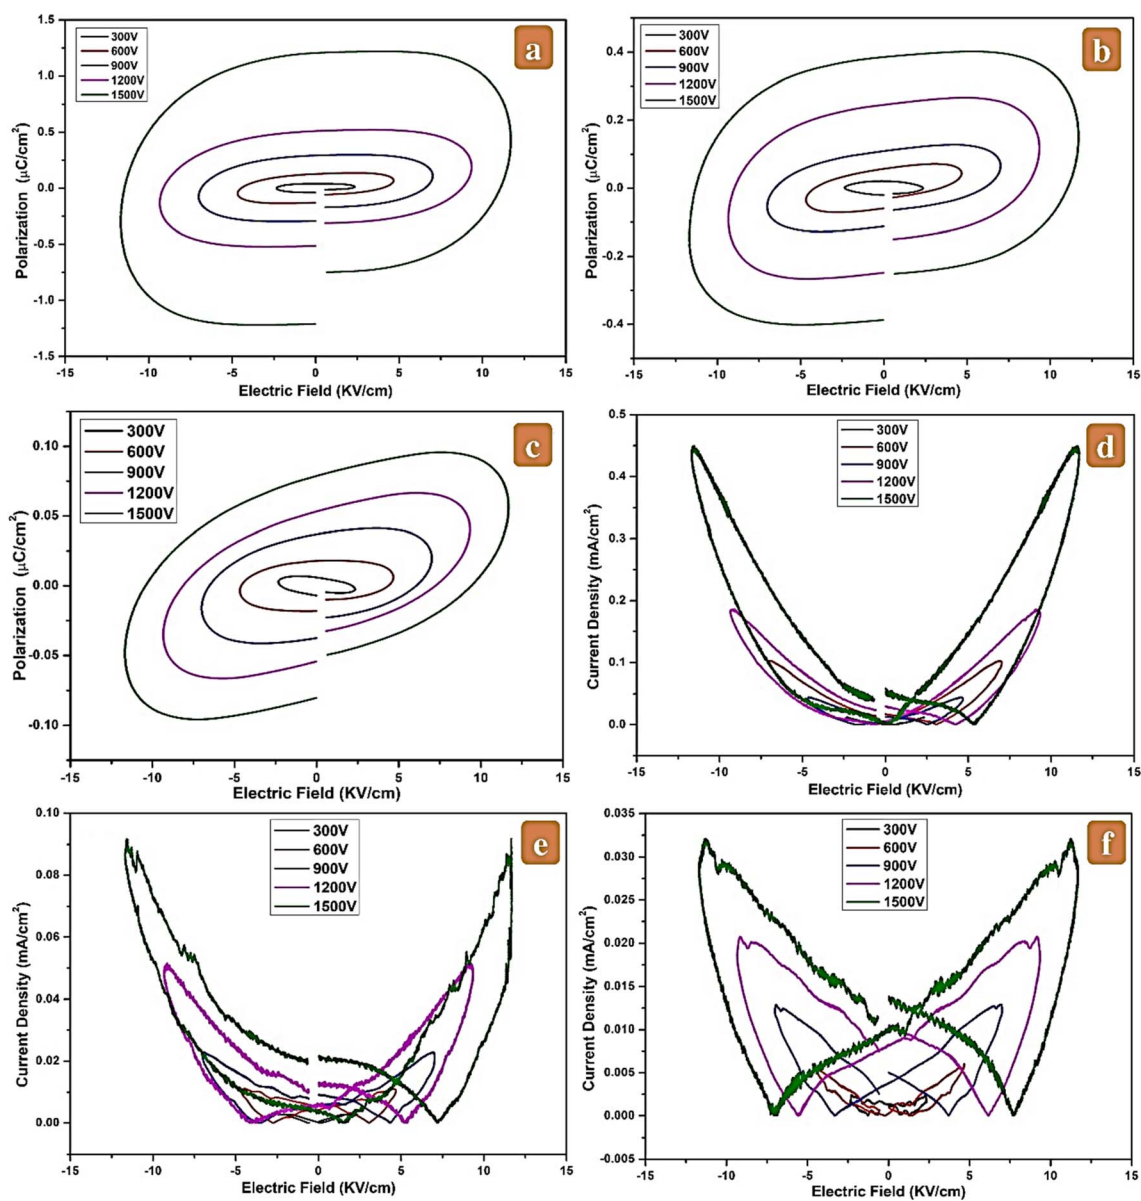 a
300V
600V
900V
1200V
1500V
Polarization (μC/cm²)
1.5
1.0
0.5
0.0
-0.5
-1.0
-1.5
-15 -10 -5 0 5 10 15
Electric Field (KV/cm)
b
300V
600V
900V
1200V
1500V
Polarization (μC/cm²)
0.4
0.2
0.0
-0.2
-0.4
-15 -10 -5 0 5 10 15
Electric Field (KV/cm)
c
300V
600V
900V
1200V
1500V
Polarization (μC/cm²)
0.10
0.05
0.00
-0.05
-0.10
-15 -10 -5 0 5 10 15
Electric Field (KV/cm)
d
300V
600V
900V
1200V
1500V
Current Density (mA/cm²)
0.5
0.4
0.3
0.2
0.1
0.0
-15 -10 -5 0 5 10 15
Electric Field (KV/cm)
e
300V
600V
900V
1200V
1500V
Current Density (mA/cm²)
0.10
0.08
0.06
0.04
0.02
0.00
-15 -10 -5 0 5 10 15
Electric Field (KV/cm)
f
300V
600V
900V
1200V
1500V
Current Density (mA/cm²)
0.035
0.030
0.025
0.020
0.015
0.010
0.005
0.000
-0.005
-15 -10 -5 0 5 10 15
Electric Field (KV/cm)